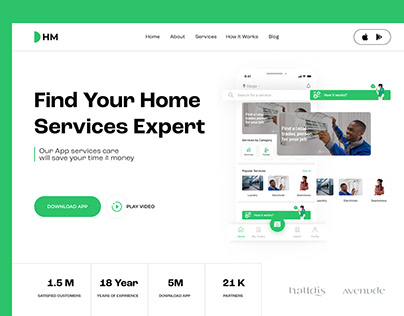 HM
Home About Services How It Works Blog
Find Your Home
Services Expert
Our App services care
will save your time & money
DOWNLOAD APP
PLAY VIDEO
Search for a service
How it works?
Find a
trades person
for your job
Services by Category
Popular Services
How it works?
1.5 M
SATISFIED CUSTOMERS
18 Year
YEARS OF EXPERIENCE
5M
DOWNLOAD APP
21 K
PARTNERS